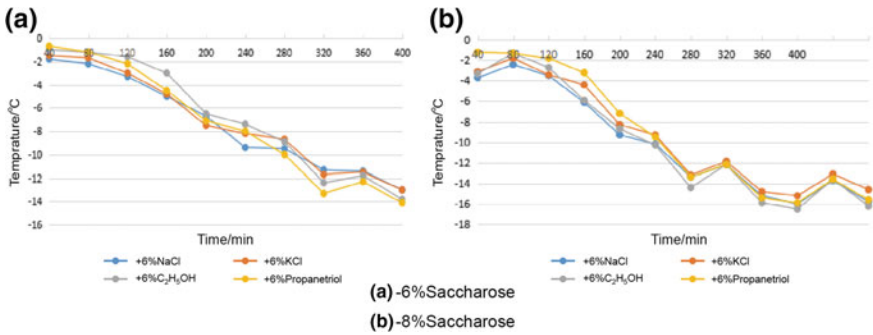 (a)
0
40 80 120 160 200 240 280 320 360 400
-2
-4
-6
-8
-10
-12
-14
-16
Temprature/⁰C
Time/min
+6%NaCl +6%KCl
+6%C₂H₅OH +6%Propanetriol
(b)
0
40 80 120 160 200 240 280 320 360 400
-2
-4
-6
-8
-10
-12
-14
-16
-18
Temprature/⁰C
Time/min
+6%NaCl +6%KCl
+6%C₂H₅OH +6%Propanetriol
(a) -6%Saccharose
(b) -8%Saccharose